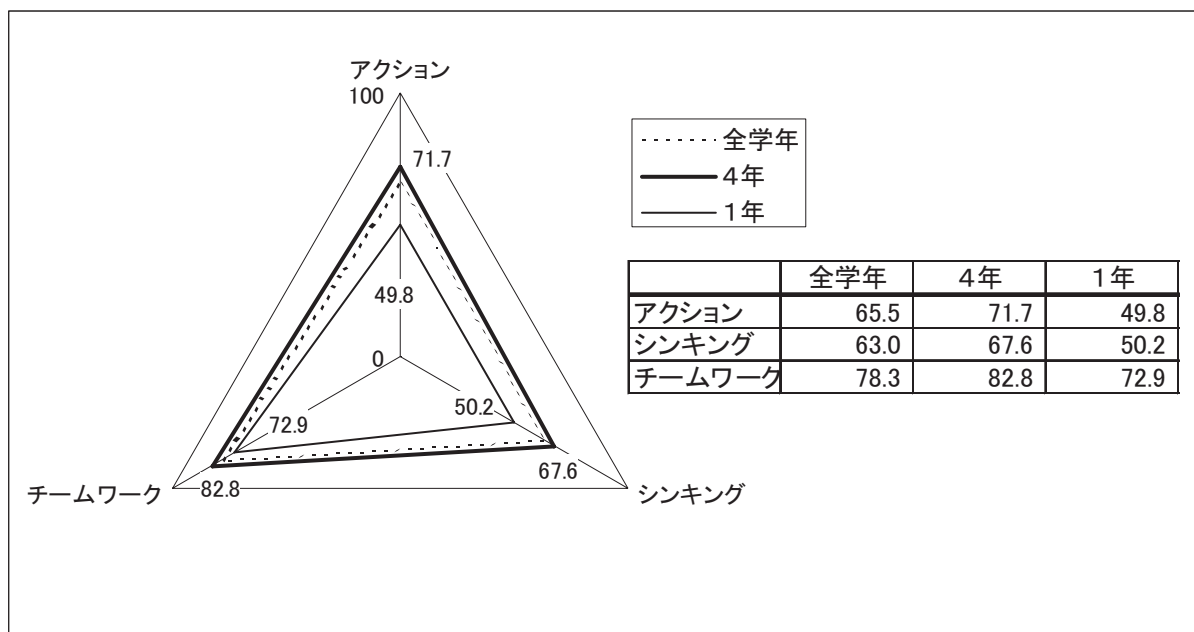 アクション
100
71.7
49.8
0
50.2
72.9
67.6
82.8
チームワーク
シンキング
全学年
4年
1年
全学年 4年 1年
アクション 65.5 71.7 49.8
シンキング 63.0 67.6 50.2
チームワーク 78.3 82.8 72.9